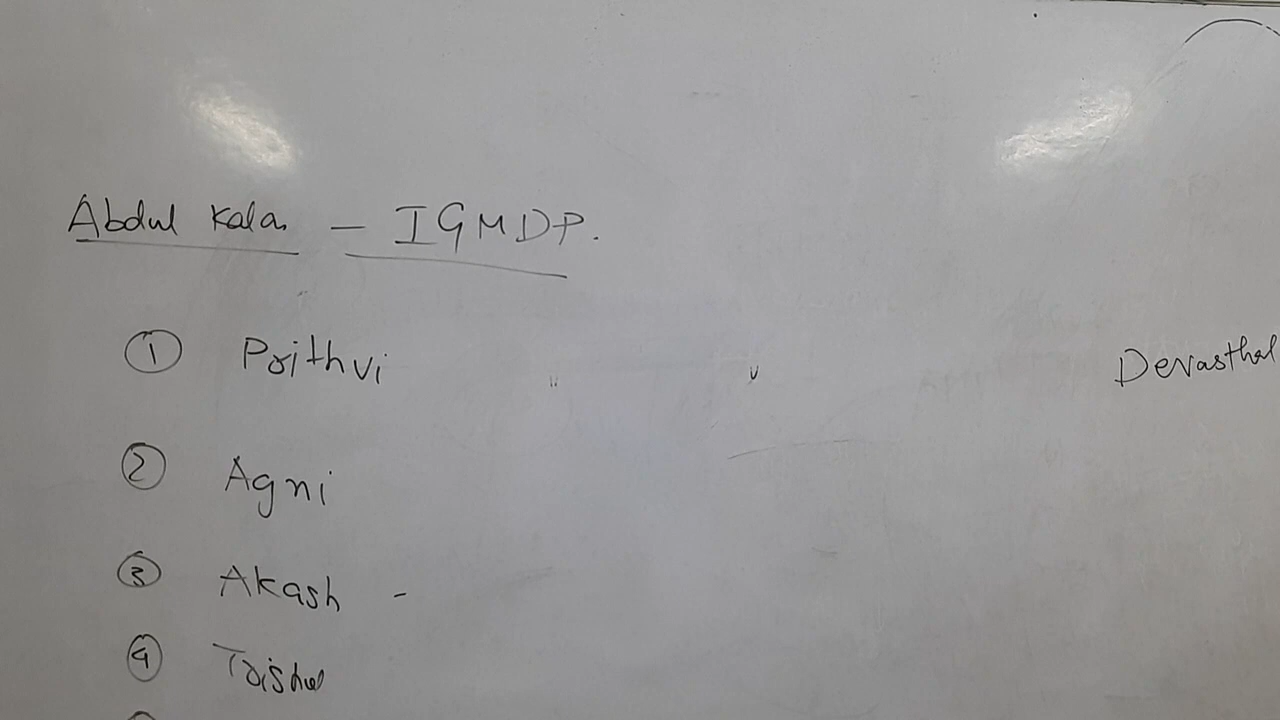 Abdul Kalam - IGMDP.
① Prithvi
Devasthal
② Agni
③ Akash -
④ Trishul